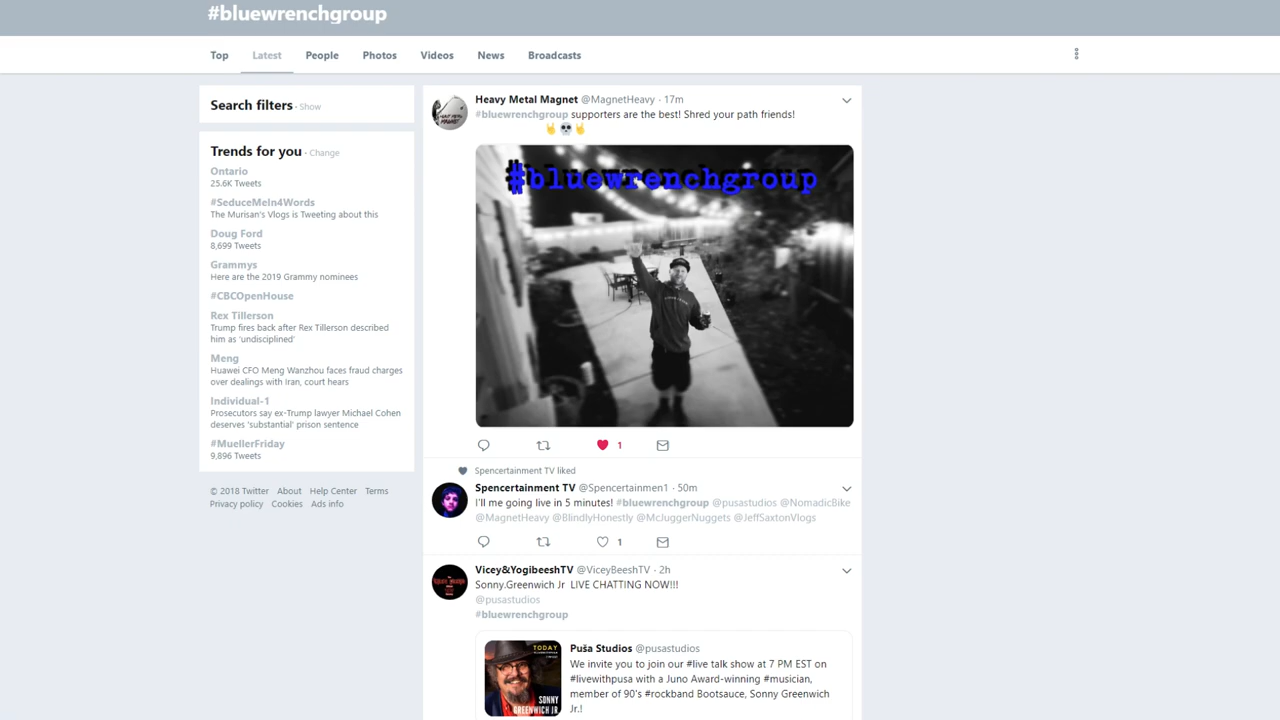 #bluewrenchgroup
Top Latest People Photos Videos News Broadcasts
Search filters · Show
Trends for you · Change
Ontario
25.6K Tweets
#SeduceMeIn4Words
The Murisan's Vlogs is Tweeting about this
Doug Ford
8,699 Tweets
Grammys
Here are the 2019 Grammy nominees
#CBCOpenHouse
Rex Tillerson
Trump fires back after Rex Tillerson described
him as 'undisciplined'
Meng
Huawei CFO Meng Wanzhou faces fraud charges
over dealings with Iran, court hears
Individual-1
Prosecutors say ex-Trump lawyer Michael Cohen
deserves 'substantial' prison sentence
#MuellerFriday
9,896 Tweets
© 2018 Twitter About Help Center Terms
Privacy policy Cookies Ads info
Heavy Metal Magnet @MagnetHeavy · 17m
#bluewrenchgroup supporters are the best! Shred your path friends!
🤘💀🤘
#bluewrenchgroup
1
Spencertainment TV liked
Spencertainment TV @Spencertainmen1 · 50m
I'll me going live in 5 minutes! #bluewrenchgroup @pusastudios @NomadicBike
@MagnetHeavy @BlindlyHonestly @McJuggerNuggets @JeffSaxtonVlogs
1
Vicey&YogibeeshTV @ViceyBeeshTV · 2h
Sonny.Greenwich Jr LIVE CHATTING NOW!!!
@pusastudios
#bluewrenchgroup
TODAY
SONNY
GREENWICH JR.
Puša Studios @pusastudios
We invite you to join our #live talk show at 7 PM EST on
#livewithpusa with a Juno Award-winning #musician,
member of 90's #rockband Bootsauce, Sonny Greenwich
Jr.!